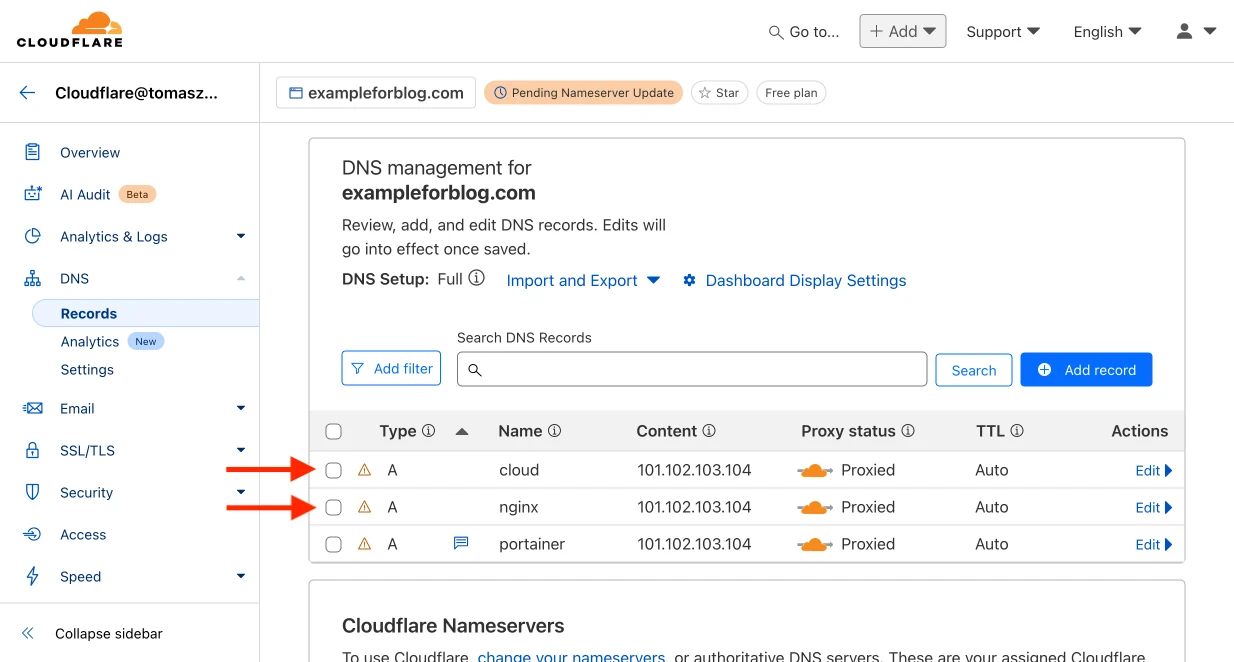 CLOUDFLARE
Go to...
Add
Support
English
Cloudflare@tomasz...
exampleforblog.com
Pending Nameserver Update
Star
Free plan
Overview
AI Audit Beta
Analytics & Logs
DNS
Records
Analytics New
Settings
Email
SSL/TLS
Security
Access
Speed
Collapse sidebar
DNS management for
exampleforblog.com
Review, add, and edit DNS records. Edits will
go into effect once saved.
DNS Setup: Full Import and Export Dashboard Display Settings
Search DNS Records
Add filter Search Add record
Type Name Content Proxy status TTL Actions
A cloud 101.102.103.104 Proxied Auto Edit
A nginx 101.102.103.104 Proxied Auto Edit
A portainer 101.102.103.104 Proxied Auto Edit
Cloudflare Nameservers
To use Cloudflare, change your nameservers, or authoritative DNS servers. These are your assigned Cloudflare